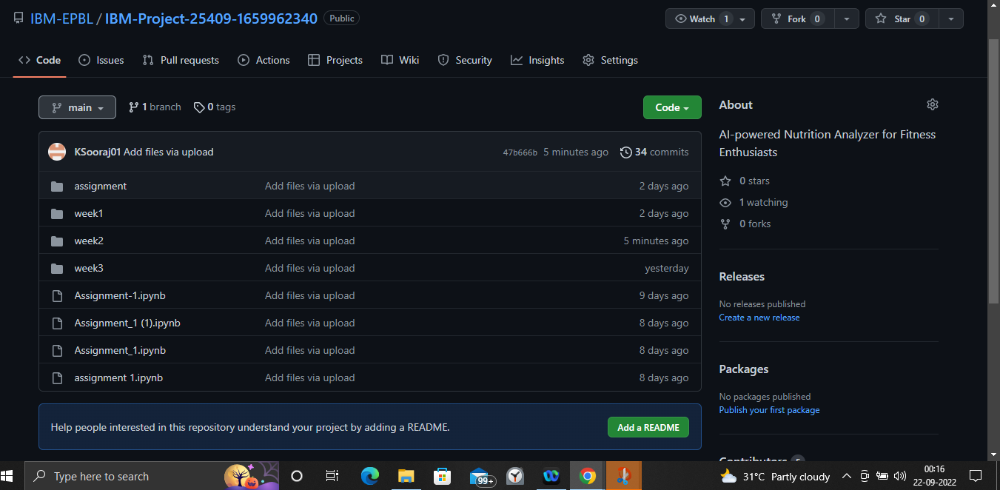 IBM-EPBL / IBM-Project-25409-1659962340 Public
Watch 1
Fork 0
Star 0
Code
Issues
Pull requests
Actions
Projects
Wiki
Security
Insights
Settings
main
1 branch
0 tags
Code
KSooraj01 Add files via upload
47b666b 5 minutes ago
34 commits
assignment Add files via upload 2 days ago
week1 Add files via upload 2 days ago
week2 Add files via upload 5 minutes ago
week3 Add files via upload yesterday
Assignment-1.ipynb Add files via upload 9 days ago
Assignment_1 (1).ipynb Add files via upload 8 days ago
Assignment_1.ipynb Add files via upload 8 days ago
assignment 1.ipynb Add files via upload 8 days ago
Help people interested in this repository understand your project by adding a README.
Add a README
About
AI-powered Nutrition Analyzer for Fitness
Enthusiasts
0 stars
1 watching
0 forks
Releases
No releases published
Create a new release
Packages
No packages published
Publish your first package
Contributors 5
Type here to search
99+
31°C Partly cloudy
00:16
22-09-2022